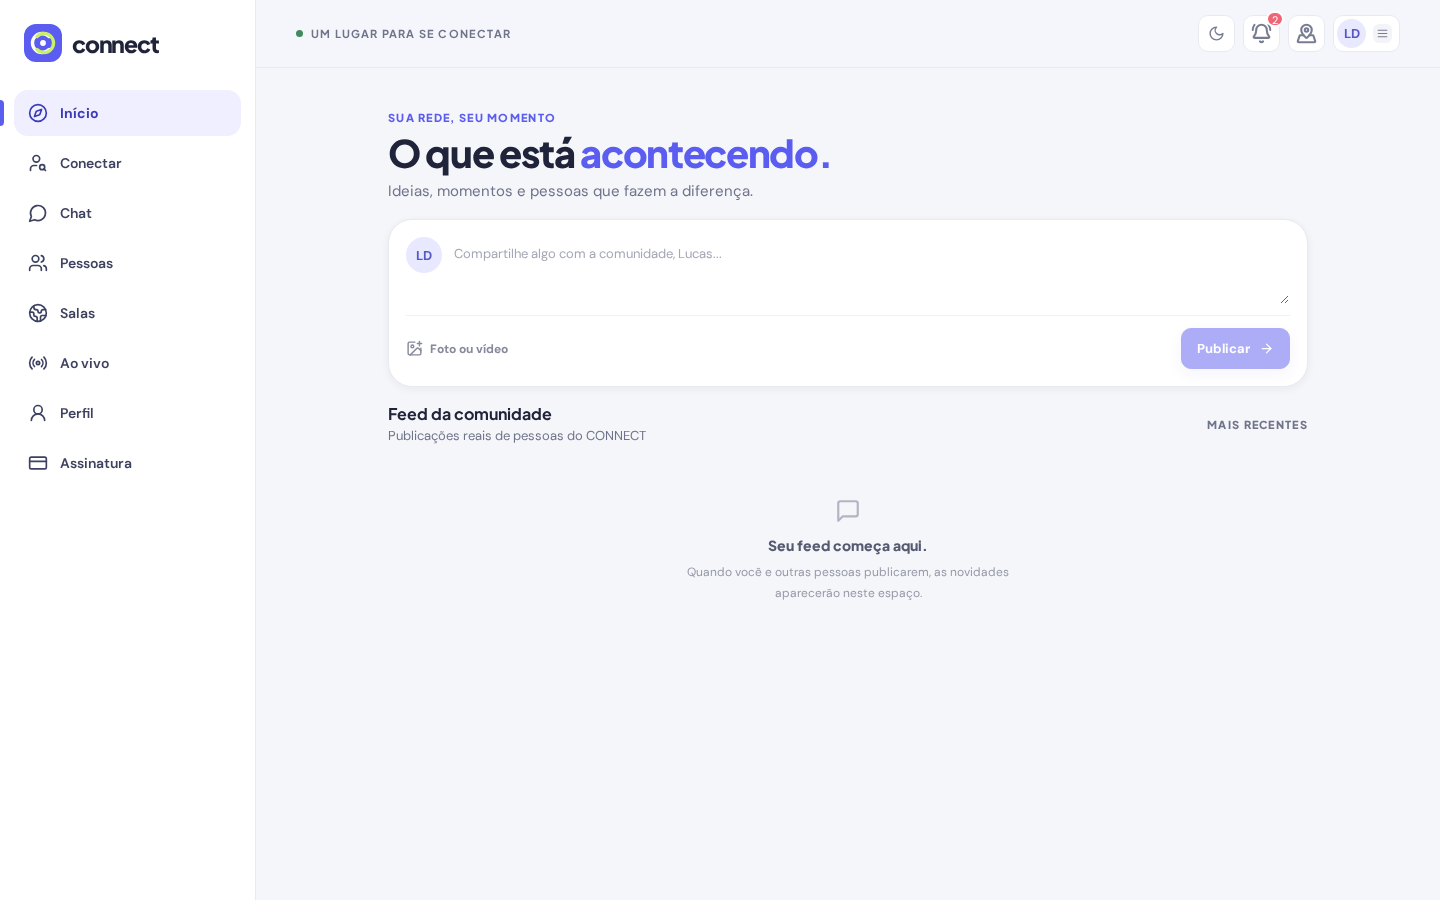 connect
UM LUGAR PARA SE CONECTAR
2
LD
Início
Conectar
Chat
Pessoas
Salas
Ao vivo
Perfil
Assinatura
SUA REDE, SEU MOMENTO
O que está acontecendo.
Ideias, momentos e pessoas que fazem a diferença.
LD
Compartilhe algo com a comunidade, Lucas...
Foto ou vídeo
Publicar
Feed da comunidade
Publicações reais de pessoas do CONNECT
MAIS RECENTES
Seu feed começa aqui.
Quando você e outras pessoas publicarem, as novidades
aparecerão neste espaço.